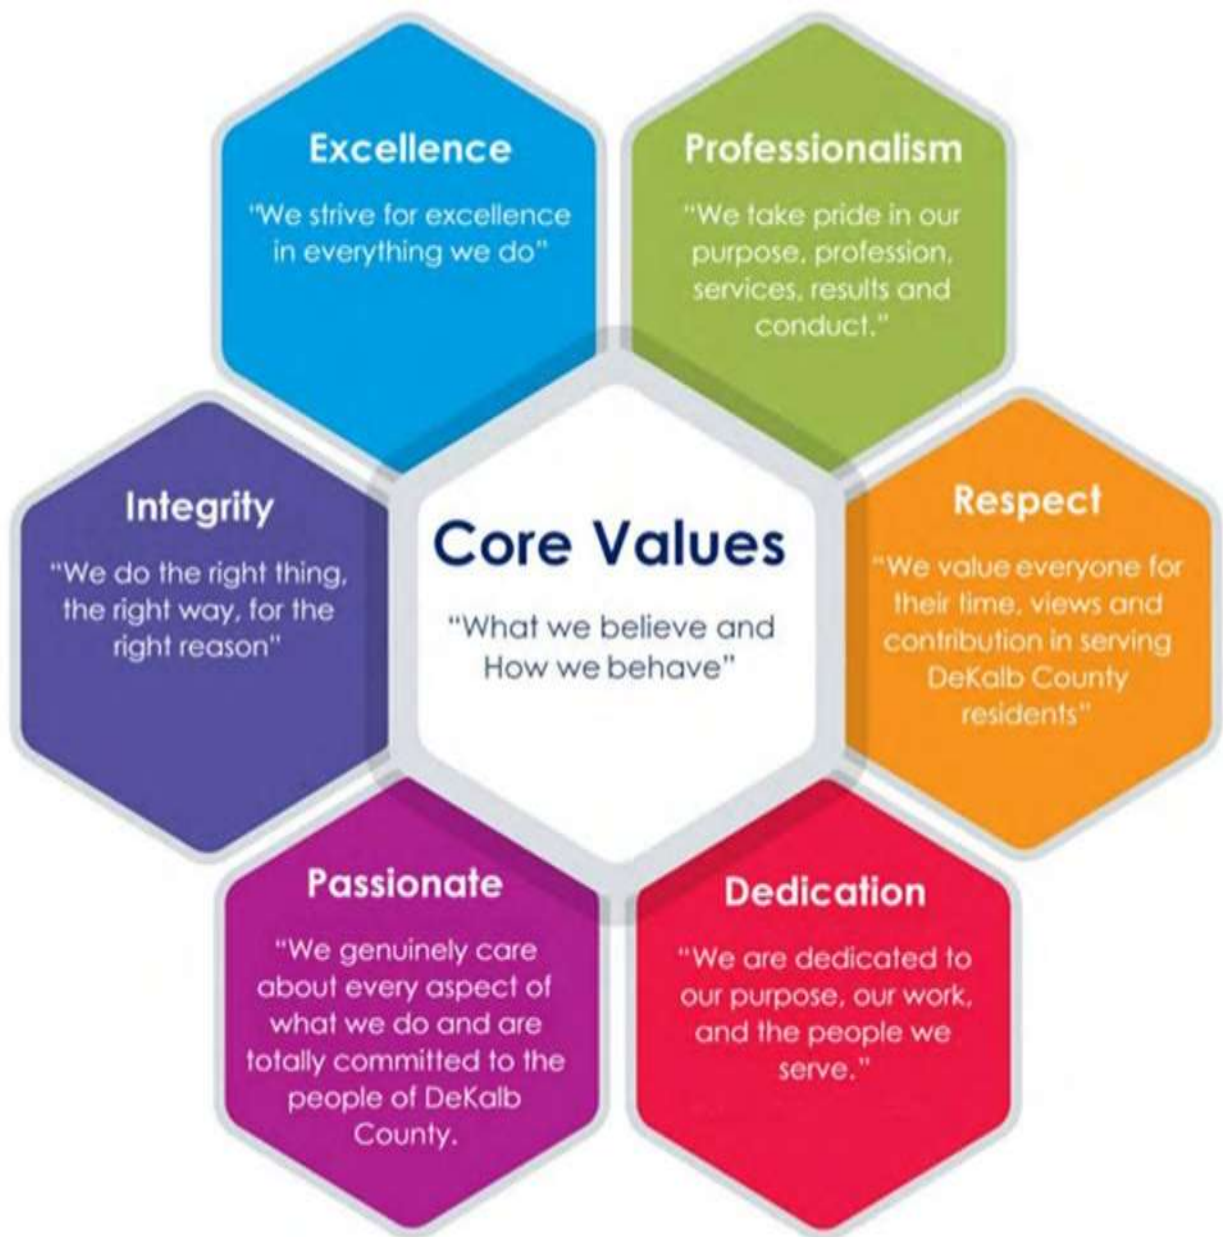 Excellence
"We strive for excellence
in everything we do"
Professionalism
"We take pride in our
purpose, profession,
services, results and
conduct."
Integrity
"We do the right thing,
the right way, for the
right reason"
Core Values
"What we believe and
How we behave"
Respect
"We value everyone for
their time, views and
contribution in serving
DeKalb County
residents"
Passionate
"We genuinely care
about every aspect of
what we do and are
totally committed to the
people of DeKalb
County.
Dedication
"We are dedicated to
our purpose, our work,
and the people we
serve."